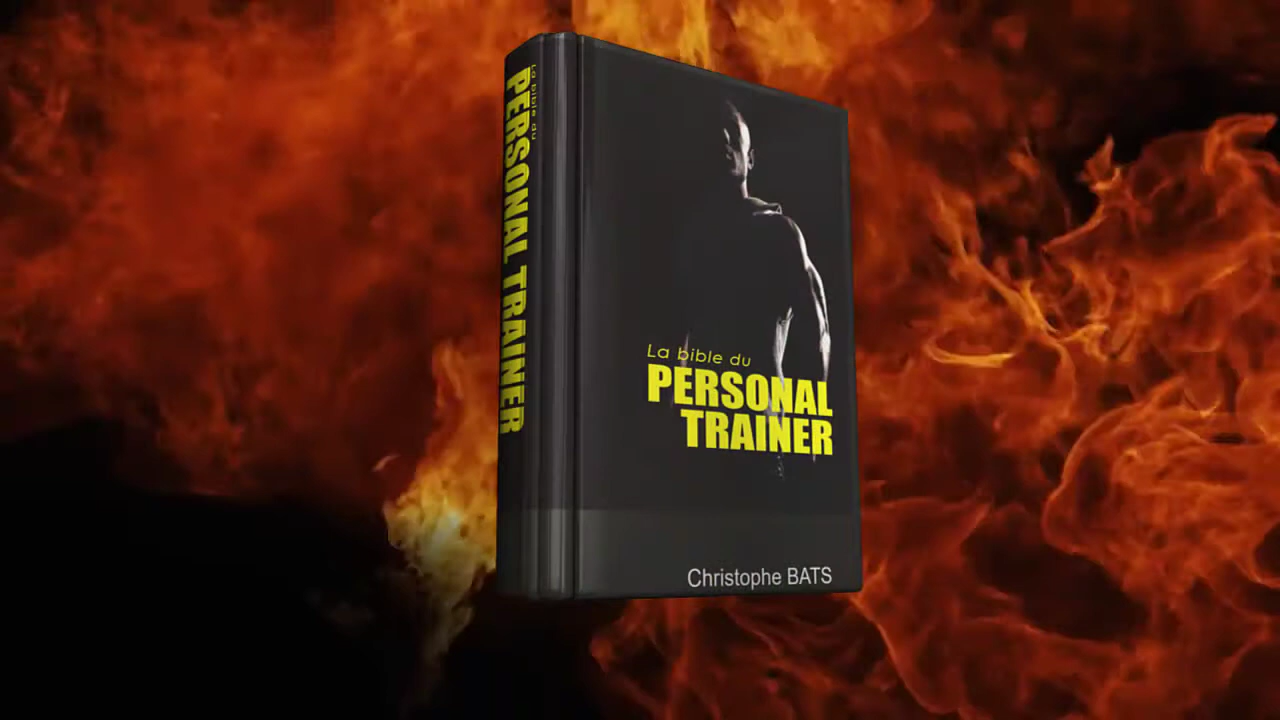 La bible du
PERSONAL TRAINER
La bible du
PERSONAL
TRAINER
Christophe BATS